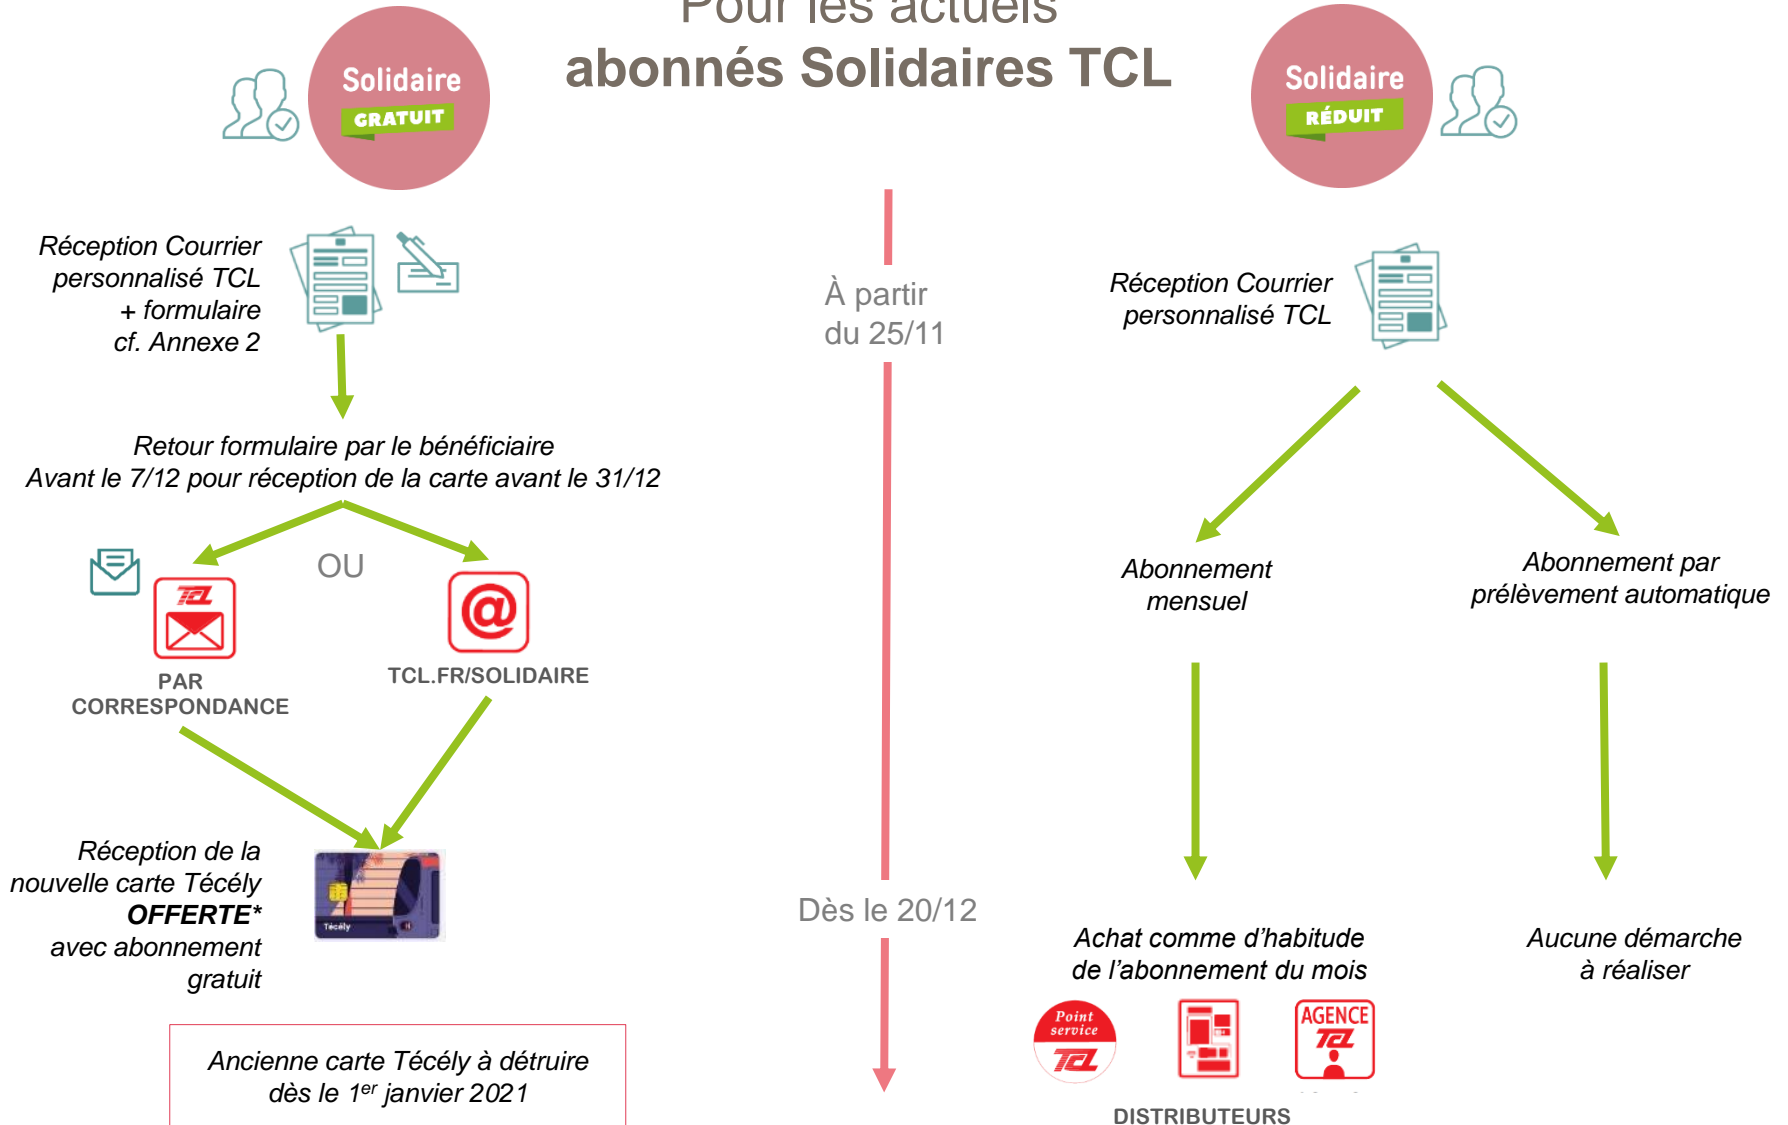 Pour les actuels
abonnés Solidaires TCL
Solidaire
GRATUIT
Solidaire
RÉDUIT
Réception Courrier
personnalisé TCL
+ formulaire
cf. Annexe 2
À partir
du 25/11
Réception Courrier
personnalisé TCL
Retour formulaire par le bénéficiaire
Avant le 7/12 pour réception de la carte avant le 31/12
OU
TCL
@
PAR
CORRESPONDANCE
TCL.FR/SOLIDAIRE
Abonnement
mensuel
Abonnement par
prélèvement automatique
Réception de la
nouvelle carte Técély
OFFERTE*
avec abonnement
gratuit
Técély
Dès le 20/12
Achat comme d'habitude
de l'abonnement du mois
Aucune démarche
à réaliser
Point
service
TCL
AGENCE
TCL
DISTRIBUTEURS
Ancienne carte Técély à détruire
dès le 1er janvier 2021